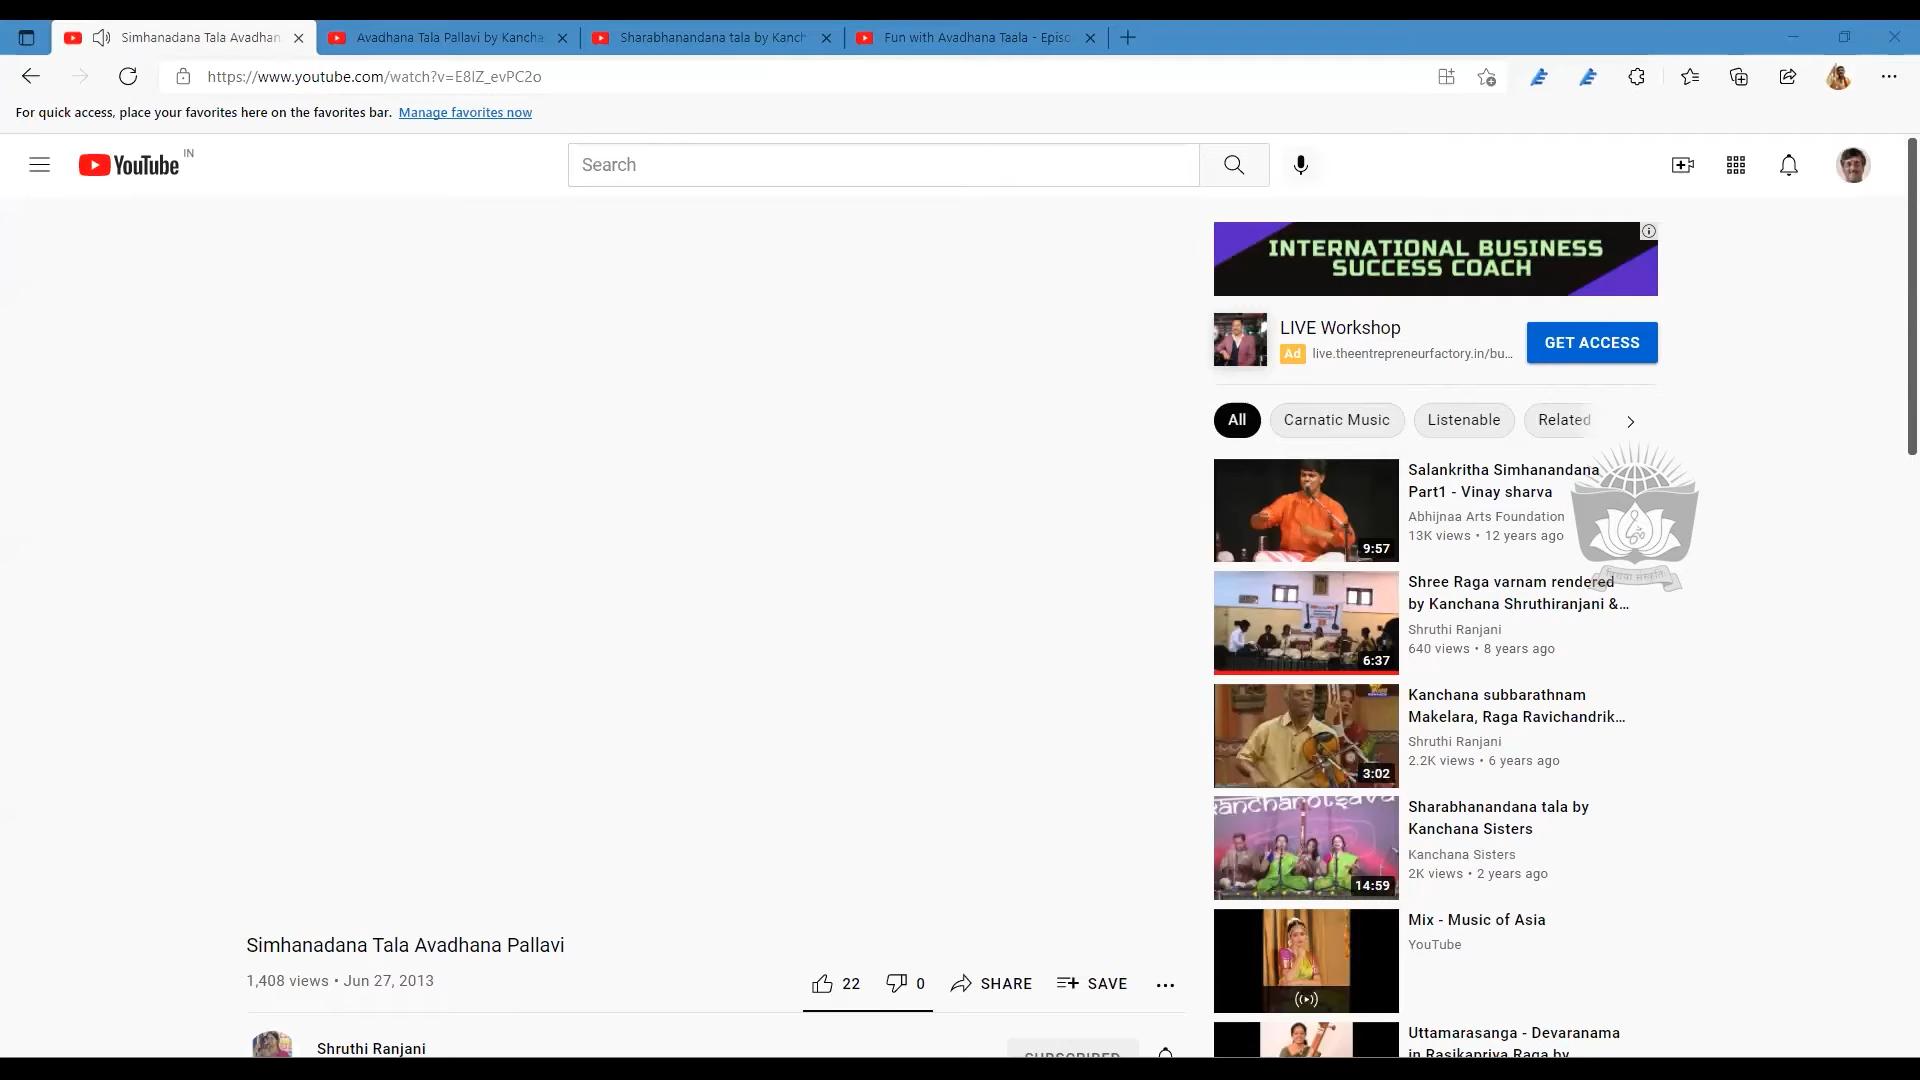 Simhanadana Tala Avadhan
Avadhana Tala Pallavi by Kancha
Sharabhanandana tala by Kanch
Fun with Avadhana Taala - Episo
https://www.youtube.com/watch?v=E8IZ_evPC2o
For quick access, place your favorites here on the favorites bar. Manage favorites now
YouTube IN
Search
INTERNATIONAL BUSINESS
SUCCESS COACH
LIVE Workshop
Ad live.theentrepreneurfactory.in/bu...
GET ACCESS
All Carnatic Music Listenable Related
Salankritha Simhanandana
Part1 - Vinay sharva
Abhijnaa Arts Foundation
13K views • 12 years ago
9:57
Shree Raga varnam rendered
by Kanchana Shruthiranjani &...
Shruthi Ranjani
640 views • 8 years ago
6:37
Kanchana subbarathnam
Makelara, Raga Ravichandrik...
Shruthi Ranjani
2.2K views • 6 years ago
3:02
kancharotsava
Sharabhanandana tala by
Kanchana Sisters
Kanchana Sisters
2K views • 2 years ago
14:59
Mix - Music of Asia
YouTube
Uttamarasanga - Devaranama
in Rasikapriya Raga by
Simhanadana Tala Avadhana Pallavi
1,408 views • Jun 27, 2013
22 0 SHARE SAVE
Shruthi Ranjani
SUBSCRIBED